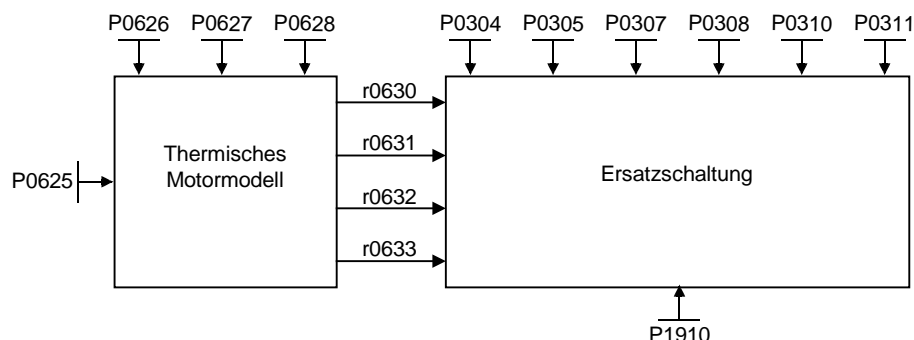 P0626 P0627 P0628 P0304 P0305 P0307 P0308 P0310 P0311
r0630
r0631
Thermisches
Motormodell
Ersatzschaltung
P0625
r0632
r0633
P1910